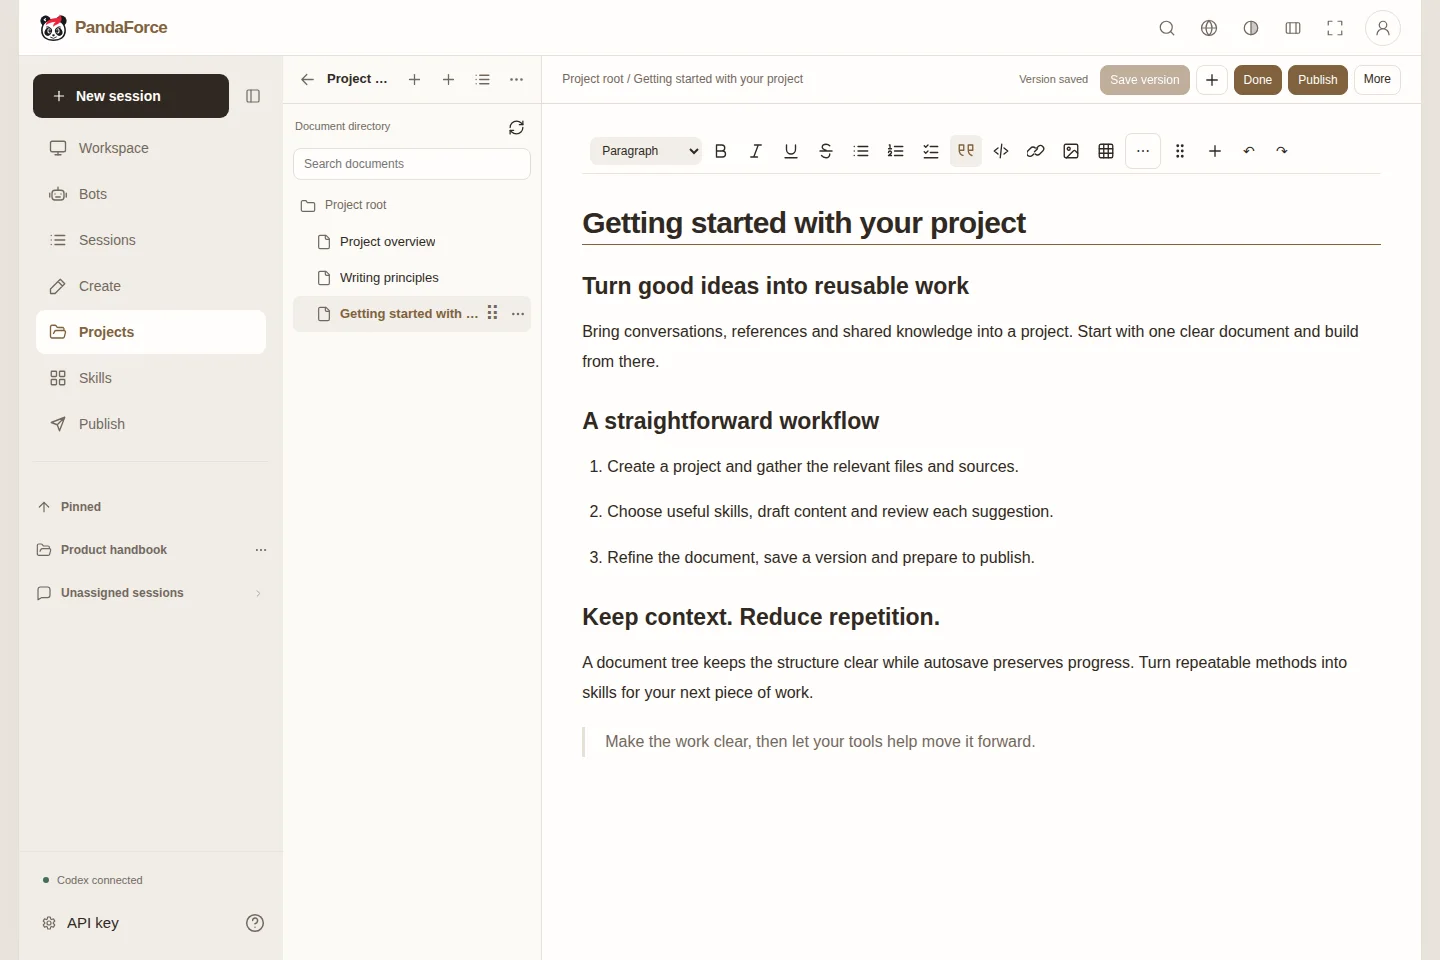 PandaForce
New session
Workspace
Bots
Sessions
Create
Projects
Skills
Publish
Pinned
Product handbook
Unassigned sessions
Codex connected
API key
Project ...
Document directory
Search documents
Project root
Project overview
Writing principles
Getting started with ...
Project root / Getting started with your project
Version saved
Save version
Done
Publish
More
Paragraph
Getting started with your project
Turn good ideas into reusable work
Bring conversations, references and shared knowledge into a project. Start with one clear document and build
from there.
A straightforward workflow
1. Create a project and gather the relevant files and sources.
2. Choose useful skills, draft content and review each suggestion.
3. Refine the document, save a version and prepare to publish.
Keep context. Reduce repetition.
A document tree keeps the structure clear while autosave preserves progress. Turn repeatable methods into
skills for your next piece of work.
Make the work clear, then let your tools help move it forward.